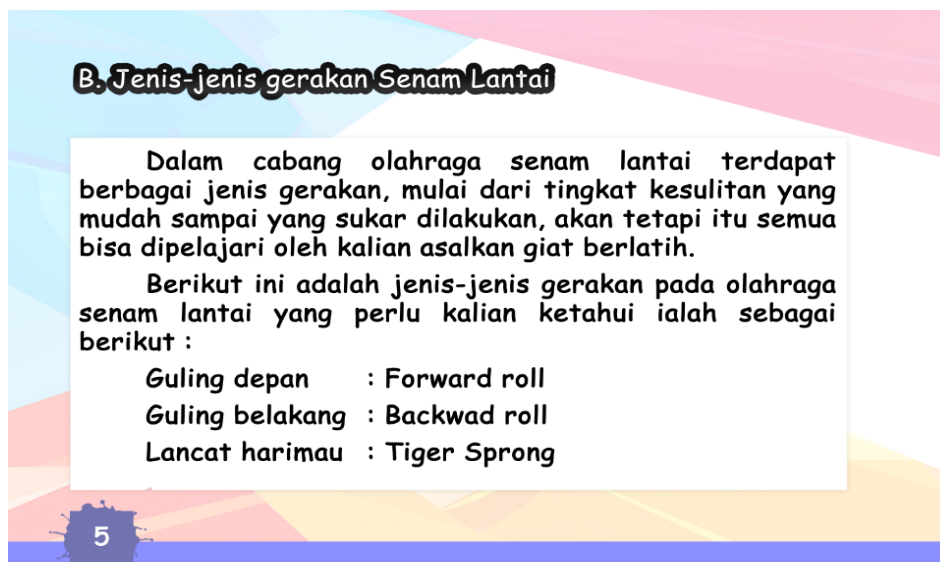 B. Jenis-jenis gerakan Senam Lantai
Dalam cabang olahraga senam lantai terdapat
berbagai jenis gerakan, mulai dari tingkat kesulitan yang
mudah sampai yang sukar dilakukan, akan tetapi itu semua
bisa dipelajari oleh kalian asalkan giat berlatih.
Berikut ini adalah jenis-jenis gerakan pada olahraga
senam lantai yang perlu kalian ketahui ialah sebagai
berikut :
Guling depan : Forward roll
Guling belakang : Backwad roll
Lancat harimau : Tiger Sprong
5